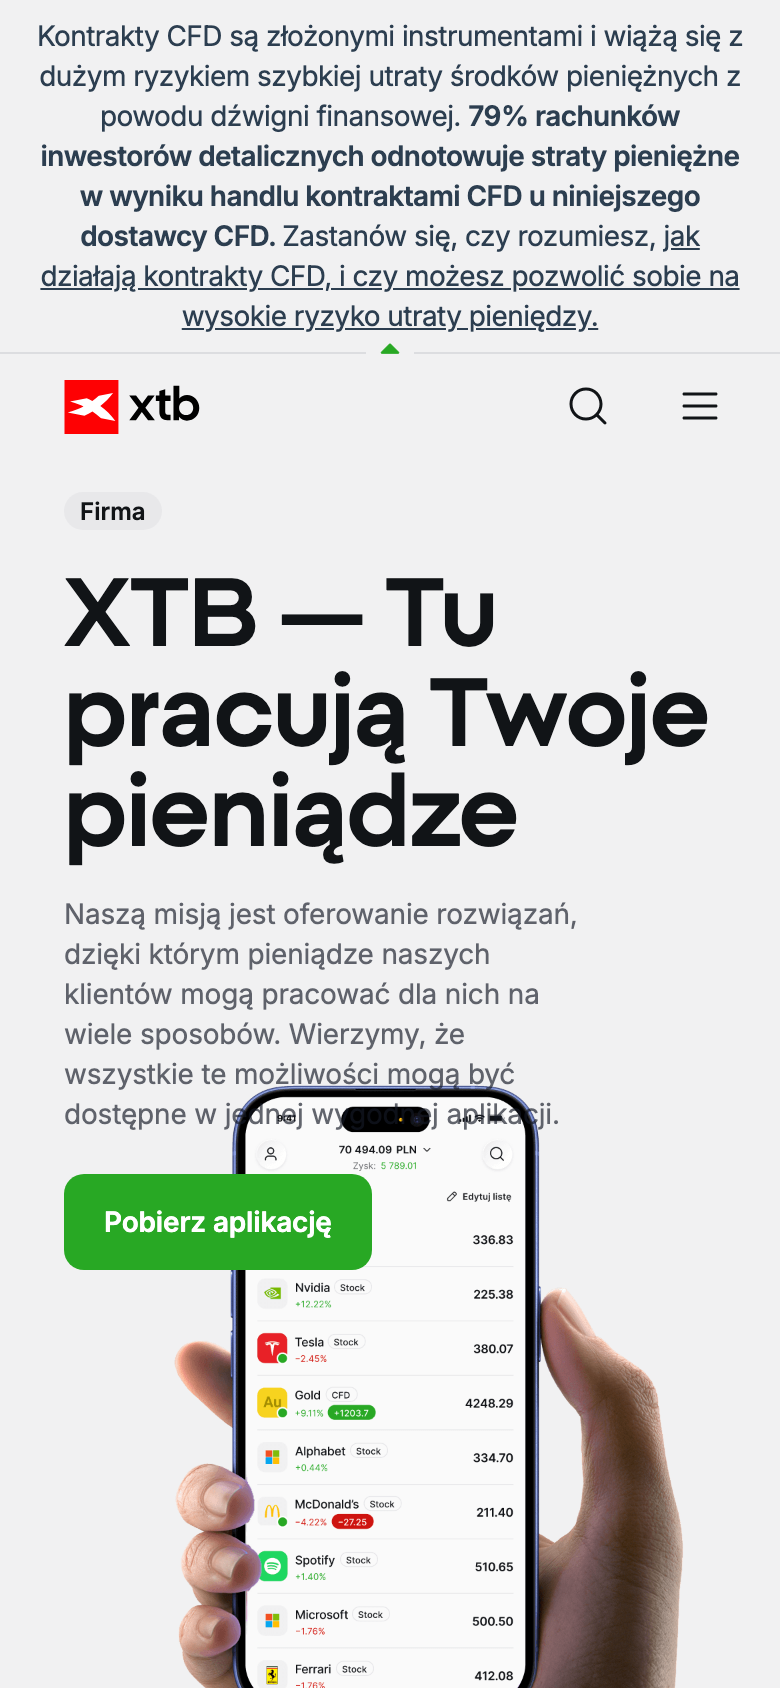 Kontrakty CFD są złożonymi instrumentami i wiążą się z
dużym ryzykiem szybkiej utraty środków pieniężnych z
powodu dźwigni finansowej. 79% rachunków
inwestorów detalicznych odnotowuje straty pieniężne
w wyniku handlu kontraktami CFD u niniejszego
dostawcy CFD. Zastanów się, czy rozumiesz, jak
działają kontrakty CFD, i czy możesz pozwolić sobie na
wysokie ryzyko utraty pieniędzy.
xtb
Firma
XTB — Tu
pracują Twoje
pieniądze
Naszą misją jest oferowanie rozwiązań,
dzięki którym pieniądze naszych
klientów mogą pracować dla nich na
wiele sposobów. Wierzymy, że
wszystkie te możliwości mogą być
dostępne w jednej wygodnej aplikacji.
9:41
70 494.09 PLN
Zysk: 5 789.01
Edytuj listę
Pobierz aplikację
336.83
Nvidia Stock
+12.22%
225.38
Tesla Stock
−2.45%
380.07
Au
Gold CFD
+9.11% +1203.7
4248.29
Alphabet Stock
+0.44%
334.70
McDonald's Stock
−4.22% −27.25
211.40
Spotify Stock
+1.40%
510.65
Microsoft Stock
−1.76%
500.50
Ferrari Stock
−1.76%
412.08